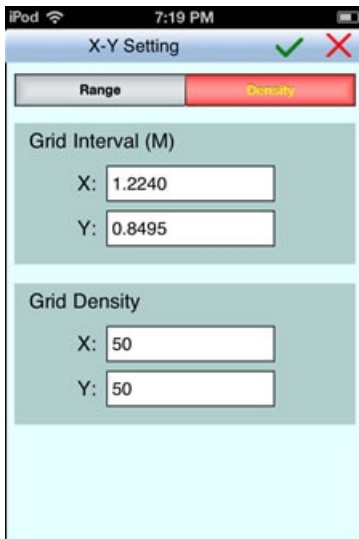 iPod 7:19 PM
X-Y Setting
Range Density
Grid Interval (M)
X: 1.2240
Y: 0.8495
Grid Density
X: 50
Y: 50